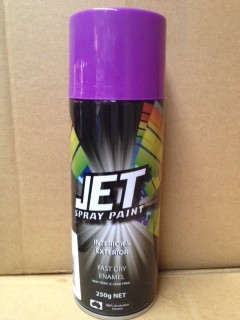 JET
SPRAY PAINT
INTERIOR &
EXTERIOR
FAST DRY
ENAMEL
250g NET